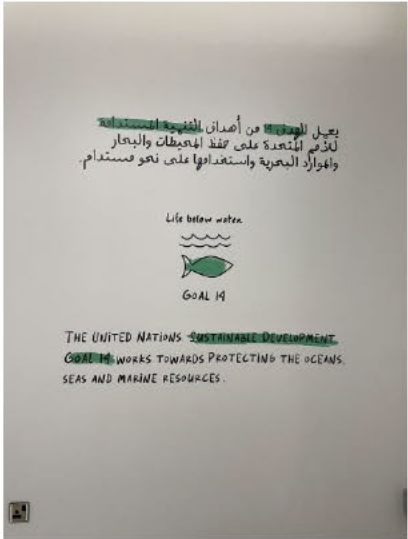 يعمل الهدف 14 من أهداف التنمية المستدامة
للأمم المتحدة على حفظ المحيطات والبحار
والموارد البحرية واستخدامها على نحو مستدام.
Life below water
GOAL 14
THE UNITED NATIONS SUSTAINABLE DEVELOPMENT
GOAL 14 WORKS TOWARDS PROTECTING THE OCEANS,
SEAS AND MARINE RESOURCES.